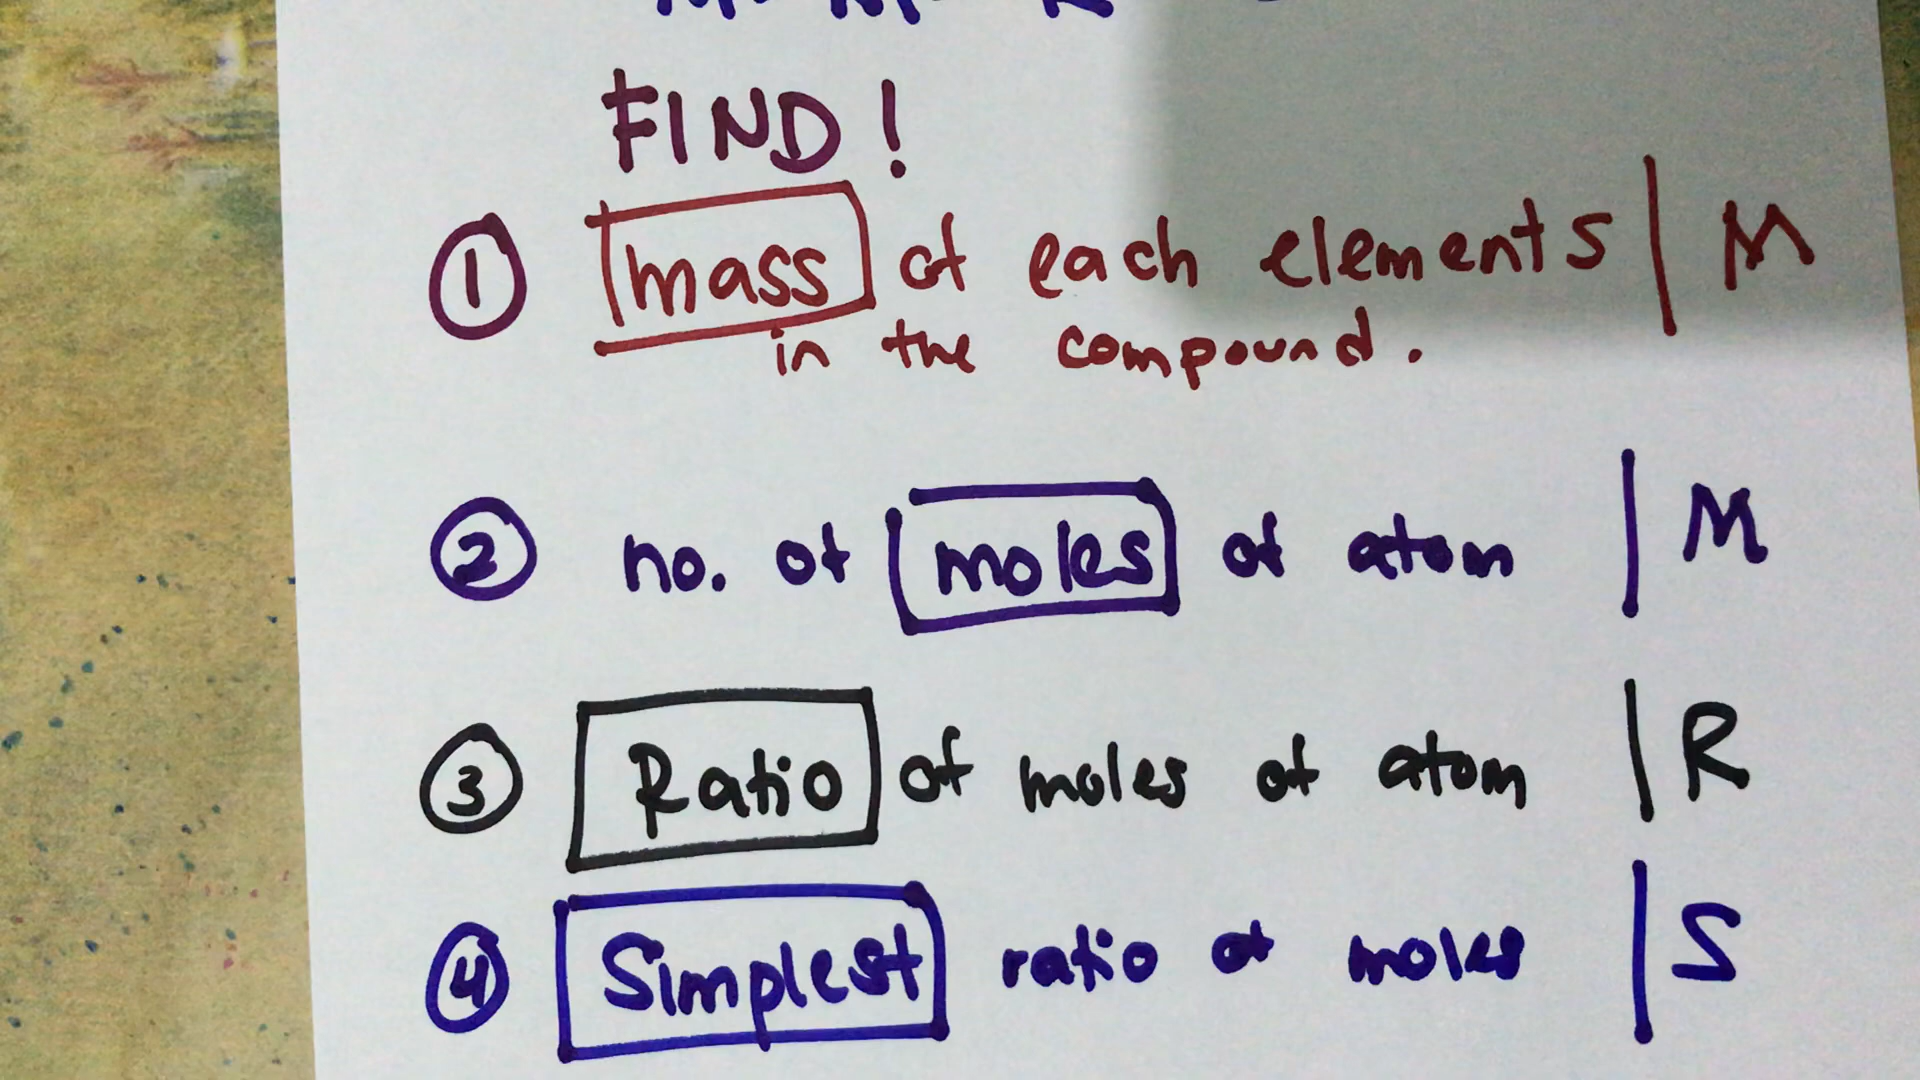 FIND!
① mass of each elements | M
in the compound.
② no. of moles of atom | M
③ Ratio of moles of atom | R
④ Simplest ratio of moles | S